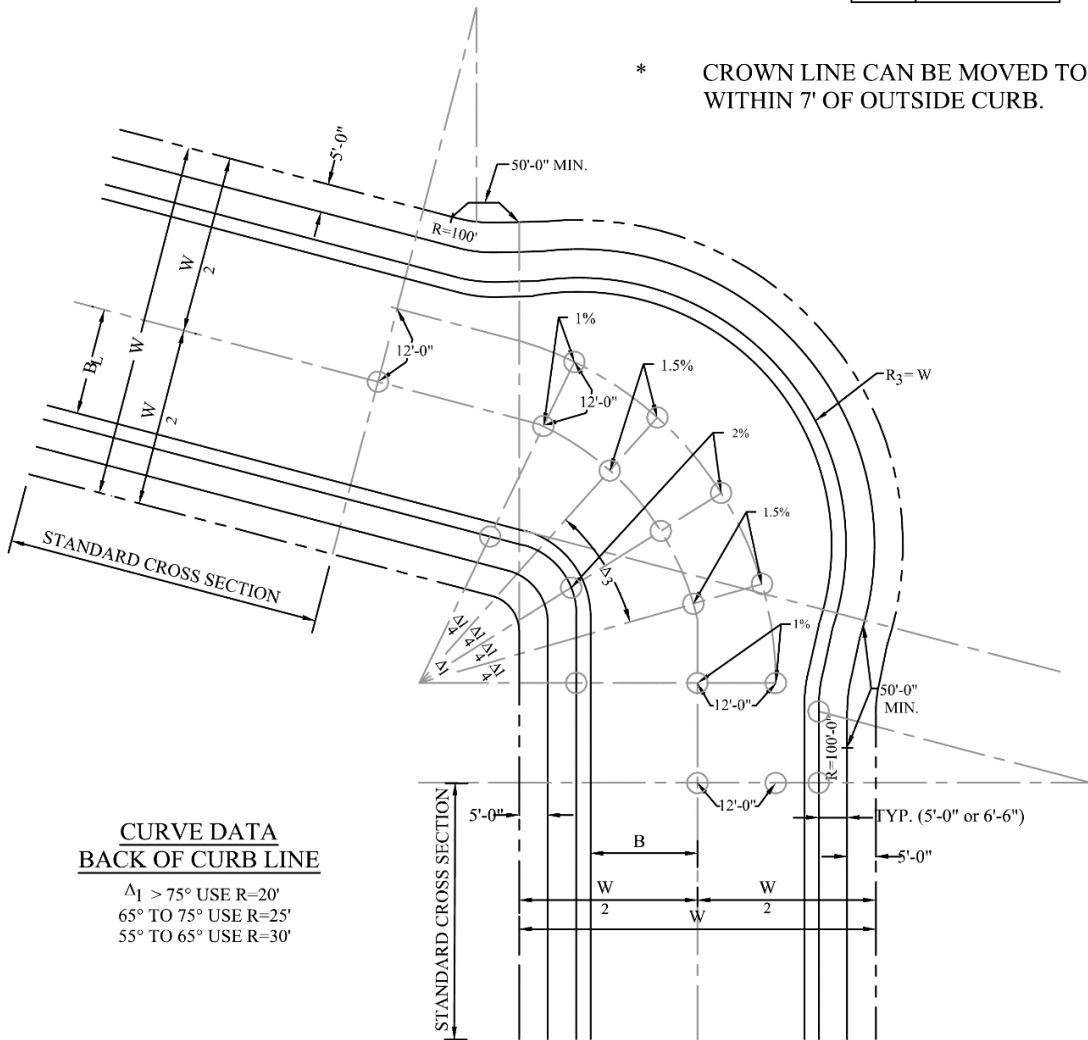 * CROWN LINE CAN BE MOVED TO
WITHIN 7' OF OUTSIDE CURB.
5'-0"
50'-0" MIN.
R=100'
W
2
W
W
2
BL
12'-0"
1%
12'-0"
1.5%
2%
1.5%
1%
R3= W
Δ3
STANDARD CROSS SECTION
Δ1
4
Δ1
4
Δ1
4
Δ1
4
Δ1
12'-0"
50'-0"
MIN.
R=100'-0"
12'-0"
5'-0"
TYP. (5'-0" or 6'-6")
5'-0"
B
W
2
W
2
W
STANDARD CROSS SECTION
CURVE DATA
BACK OF CURB LINE
Δ1 > 75° USE R=20'
65° TO 75° USE R=25'
55° TO 65° USE R=30'